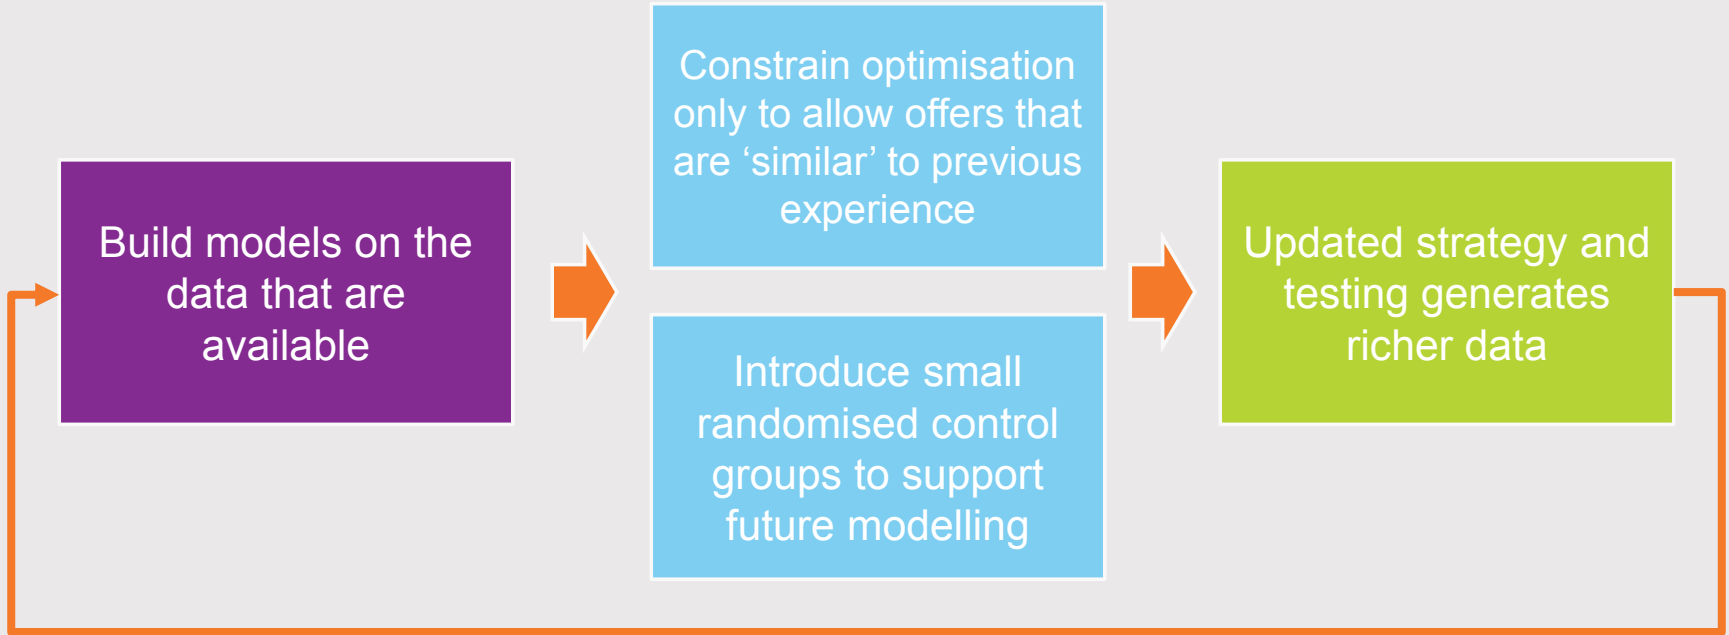 Build models on the
data that are
available
Constrain optimisation
only to allow offers that
are ‘similar’ to previous
experience
Introduce small
randomised control
groups to support
future modelling
Updated strategy and
testing generates
richer data